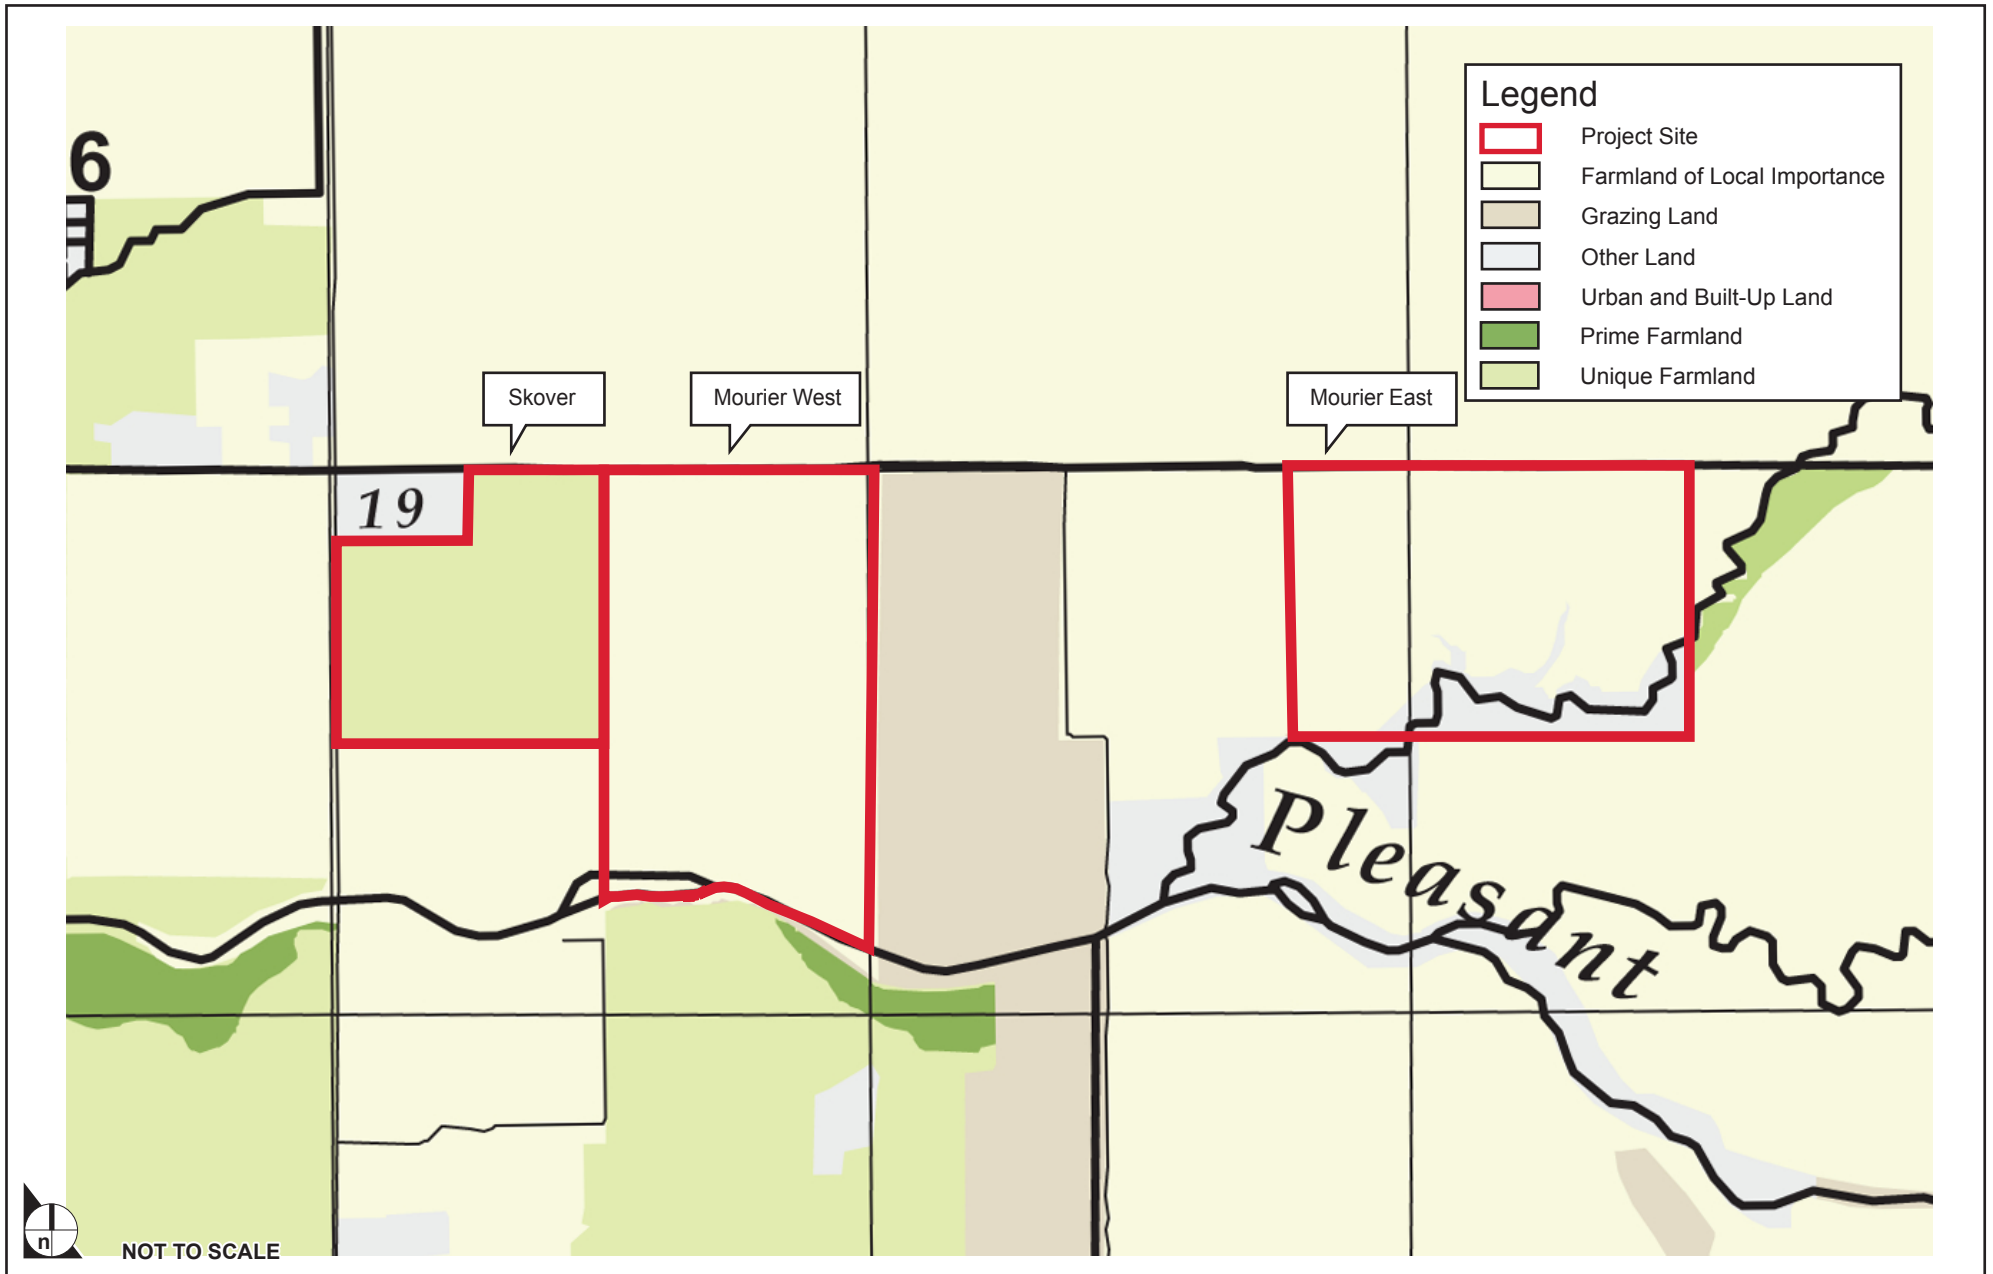 6
Legend
Project Site
Farmland of Local Importance
Grazing Land
Other Land
Urban and Built-Up Land
Prime Farmland
Unique Farmland
Skover
Mourier West
Mourier East
19
Pleasant
n
NOT TO SCALE